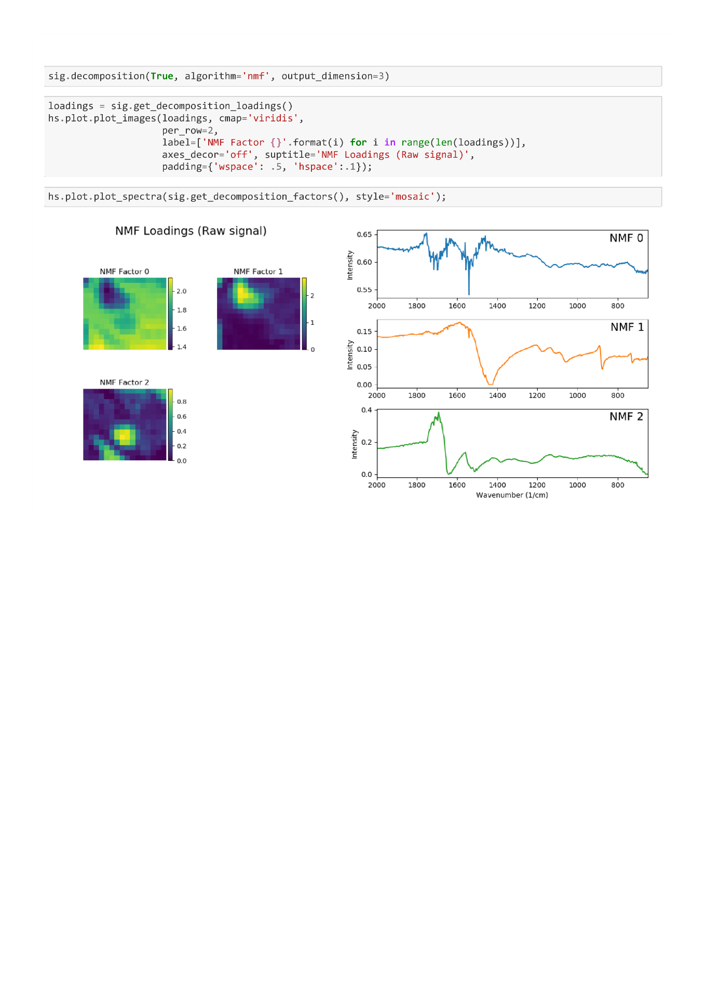 sig.decomposition(True, algorithm='nmf', output_dimension=3)
loadings = sig.get_decomposition_loadings()
hs.plot.plot_images(loadings, cmap='viridis',
                    per_row=2,
                    label=['NMF Factor {}'.format(i) for i in range(len(loadings))],
                    axes_decor='off', suptitle='NMF Loadings (Raw signal)',
                    padding={'wspace': .5, 'hspace':.1});
hs.plot.plot_spectra(sig.get_decomposition_factors(), style='mosaic');
NMF Loadings (Raw signal)
NMF Factor 0
2.0
1.8
1.6
1.4
NMF Factor 1
2
1
0
NMF Factor 2
0.8
0.6
0.4
0.2
0.0
NMF 0
Intensity
0.65
0.60
0.55
2000 1800 1600 1400 1200 1000 800
NMF 1
Intensity
0.15
0.10
0.05
0.00
2000 1800 1600 1400 1200 1000 800
NMF 2
Intensity
0.4
0.2
0.0
2000 1800 1600 1400 1200 1000 800
Wavenumber (1/cm)